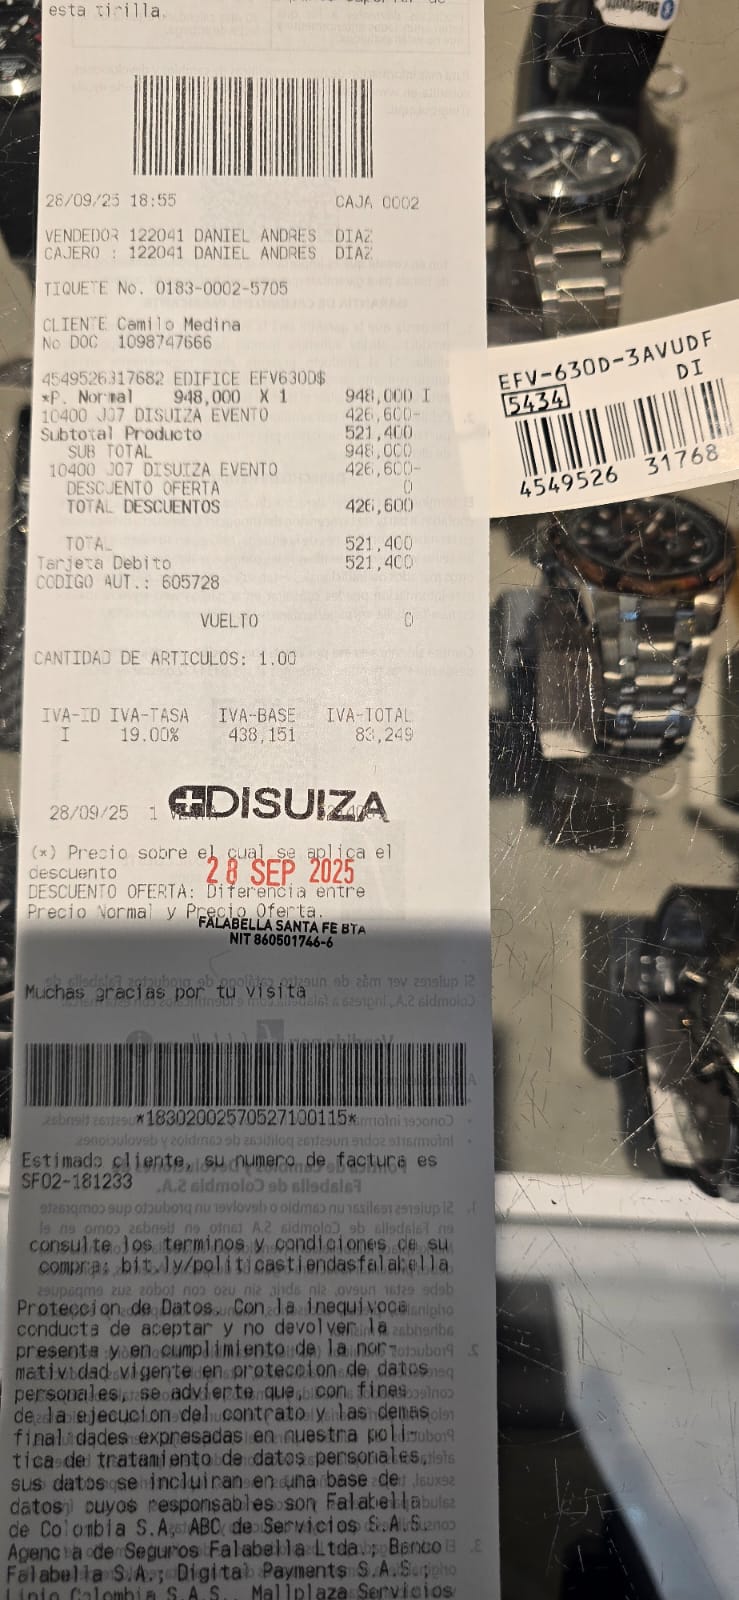 esta tirilla.
28/09/25 18:55 CAJA 0002
VENDEDOR 122041 DANIEL ANDRES DIAZ
CAJERO : 122041 DANIEL ANDRES DIAZ
TIQUETE No. 0183-0002-5705
CLIENTE Camilo Medina
No DOC 1098747666
4549526317682 EDIFICE EFV630D$
*P. Normal 948,000 X 1 948,000 I
10400 J07 DISUIZA EVENTO 426,600-
Subtotal Producto 521,400
SUB TOTAL 948,000
10400 J07 DISUIZA EVENTO 426,600-
DESCUENTO OFERTA 0
TOTAL DESCUENTOS 426,600
TOTAL 521,400
Tarjeta Debito 521,400
CODIGO AUT.: 605728
VUELTO 0
CANTIDAD DE ARTICULOS: 1.00
IVA-ID IVA-TASA IVA-BASE IVA-TOTAL
I 19.00% 438,151 83,249
DISUIZA
28/09/25 1
(*) Precio sobre el cual se aplica el
descuento
28 SEP 2025
DESCUENTO OFERTA: Diferencia entre
Precio Normal y Precio Oferta.
FALABELLA SANTA FE BTA
NIT 860501746-6
Muchas gracias por tu visita
*18302002570527100115*
Estimado cliente, su numero de factura es
SF02-181233
consulte los terminos y condiciones de su
compra: bit.ly/politicastiendasfalabella
Proteccion de Datos. Con la inequivoca
conducta de aceptar y no devolver la
presenta y en cumplimiento de la nor-
matividad vigente en proteccion de datos
personales, se advierte que, con fines
de la ejecucion del contrato y las demas
finalidades expresadas en nuestra poli-
tica de tratamiento de datos personales,
sus datos se incluiran en una base de
datos cuyos responsables son Falabella
de Colombia S.A, ABC de Servicios S.A.S,
Agencia de Seguros Falabella Ltda.; Banco
Falabella S.A.; Digital Payments S.A.S;
Colombia S.A.S., Mallplaza Servicios
Bluetooth
EFV-630D-3AVUDF
DI
5434
4549526 31768